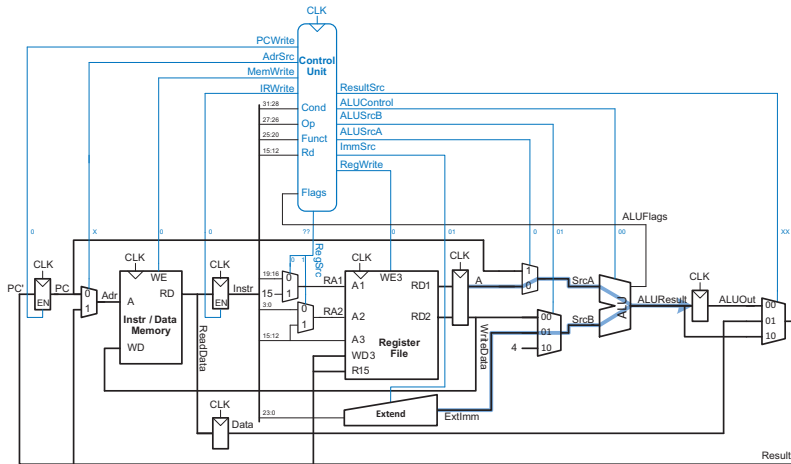 CLK
PCWrite
AdrSrc
MemWrite
IRWrite
Control
Unit
ResultSrc
ALUControl
ALUSrcB
ALUSrcA
ImmSrc
RegWrite
31:28 Cond
27:26 Op
25:20 Funct
15:12 Rd
Flags
ALUFlags
0 X 0 0 ?? 0 01 0 01 00 XX
RegSrc
0 1
CLK CLK CLK CLK CLK CLK
PC' PC EN
0
1
Adr
A
WE
RD
Instr / Data
Memory
WD
EN
Instr
ReadData
19:16
15
3:0
15:12
0
1
0
1
RA1
RA2
A1
A2
A3
WD3
R15
WE3
RD1
RD2
Register
File
A
WriteData
1
0
00
01
10
4
SrcA
SrcB
ALU
ALUResult
ALUOut
00
01
10
23:0
Extend
ExtImm
CLK
Data
Result